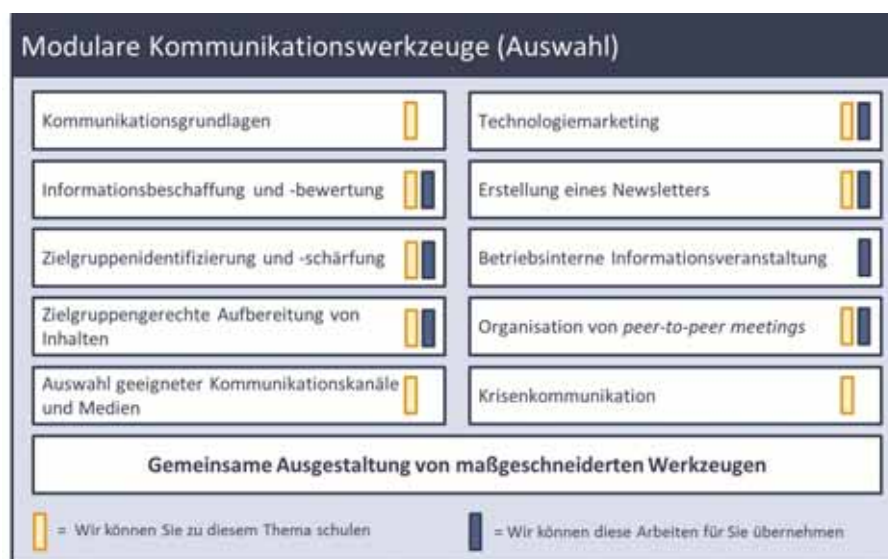 Modulare Kommunikationswerkzeuge (Auswahl)
Kommunikationsgrundlagen
Informationsbeschaffung und -bewertung
Zielgruppenidentifizierung und -schärfung
Zielgruppengerechte Aufbereitung von
Inhalten
Auswahl geeigneter Kommunikationskanäle
und Medien
Technologiemarketing
Erstellung eines Newsletters
Betriebsinterne Informationsveranstaltung
Organisation von peer-to-peer meetings
Krisenkommunikation
Gemeinsame Ausgestaltung von maßgeschneiderten Werkzeugen
= Wir können Sie zu diesem Thema schulen
= Wir können diese Arbeiten für Sie übernehmen